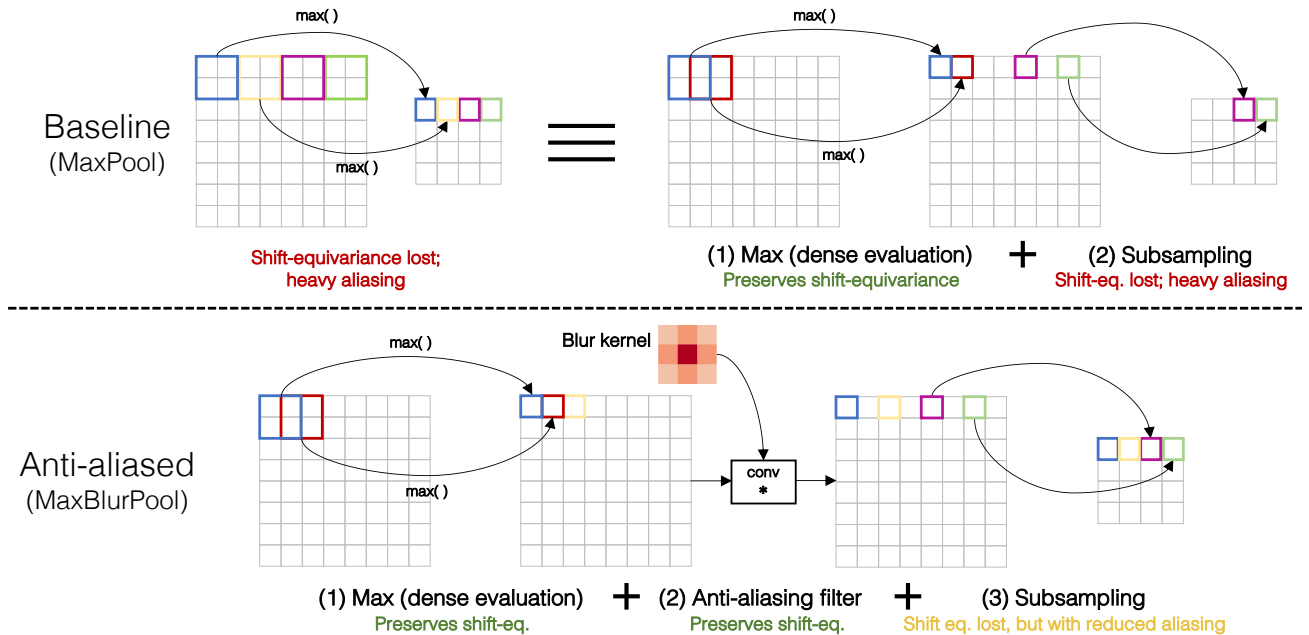 max( )
max( )
Baseline
(MaxPool)
max( )
max( )
Shift-equivariance lost;
heavy aliasing
(1) Max (dense evaluation)
Preserves shift-equivariance
+
(2) Subsampling
Shift-eq. lost; heavy aliasing
Blur kernel
max( )
Anti-aliased
(MaxBlurPool)
max( )
conv
*
(1) Max (dense evaluation)
Preserves shift-eq.
+
(2) Anti-aliasing filter
Preserves shift-eq.
+
(3) Subsampling
Shift eq. lost, but with reduced aliasing